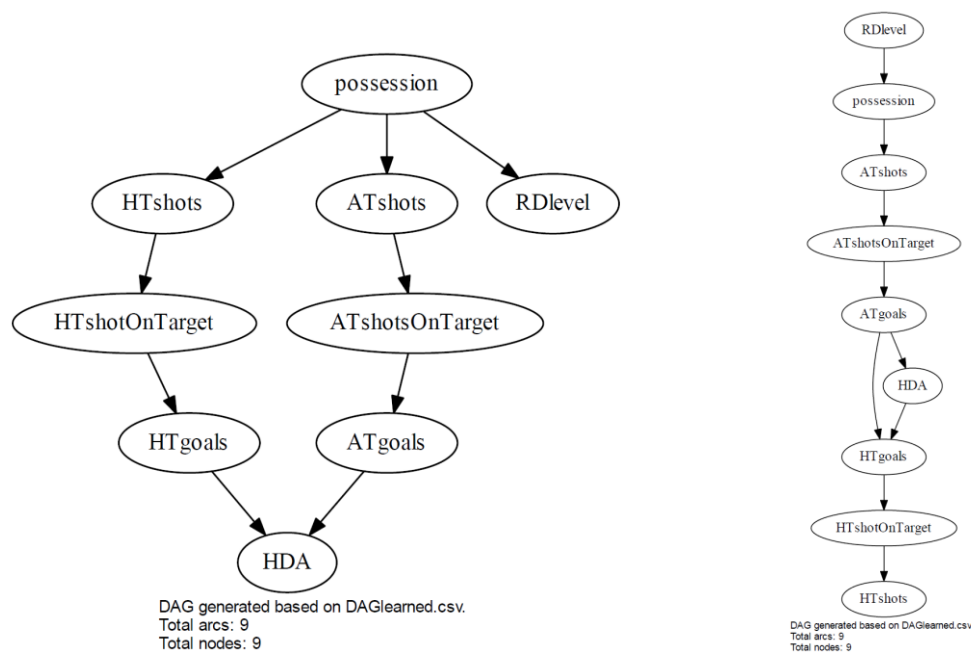 possession
HTshots
ATshots
RDlevel
HTshotOnTarget
ATshotsOnTarget
HTgoals
ATgoals
HDA
DAG generated based on DAGlearned.csv.
Total arcs: 9
Total nodes: 9
RDlevel
possession
ATshots
ATshotsOnTarget
ATgoals
HDA
HTgoals
HTshotOnTarget
HTshots
DAG generated based on DAGlearned.csv
Total arcs: 9
Total nodes: 9